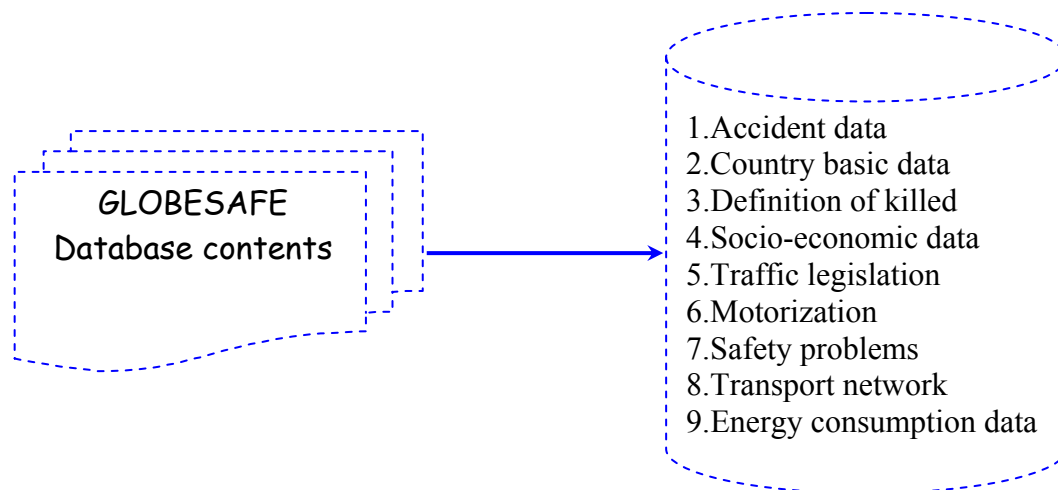 GLOBESAFE
Database contents
1.Accident data
2.Country basic data
3.Definition of killed
4.Socio-economic data
5.Traffic legislation
6.Motorization
7.Safety problems
8.Transport network
9.Energy consumption data